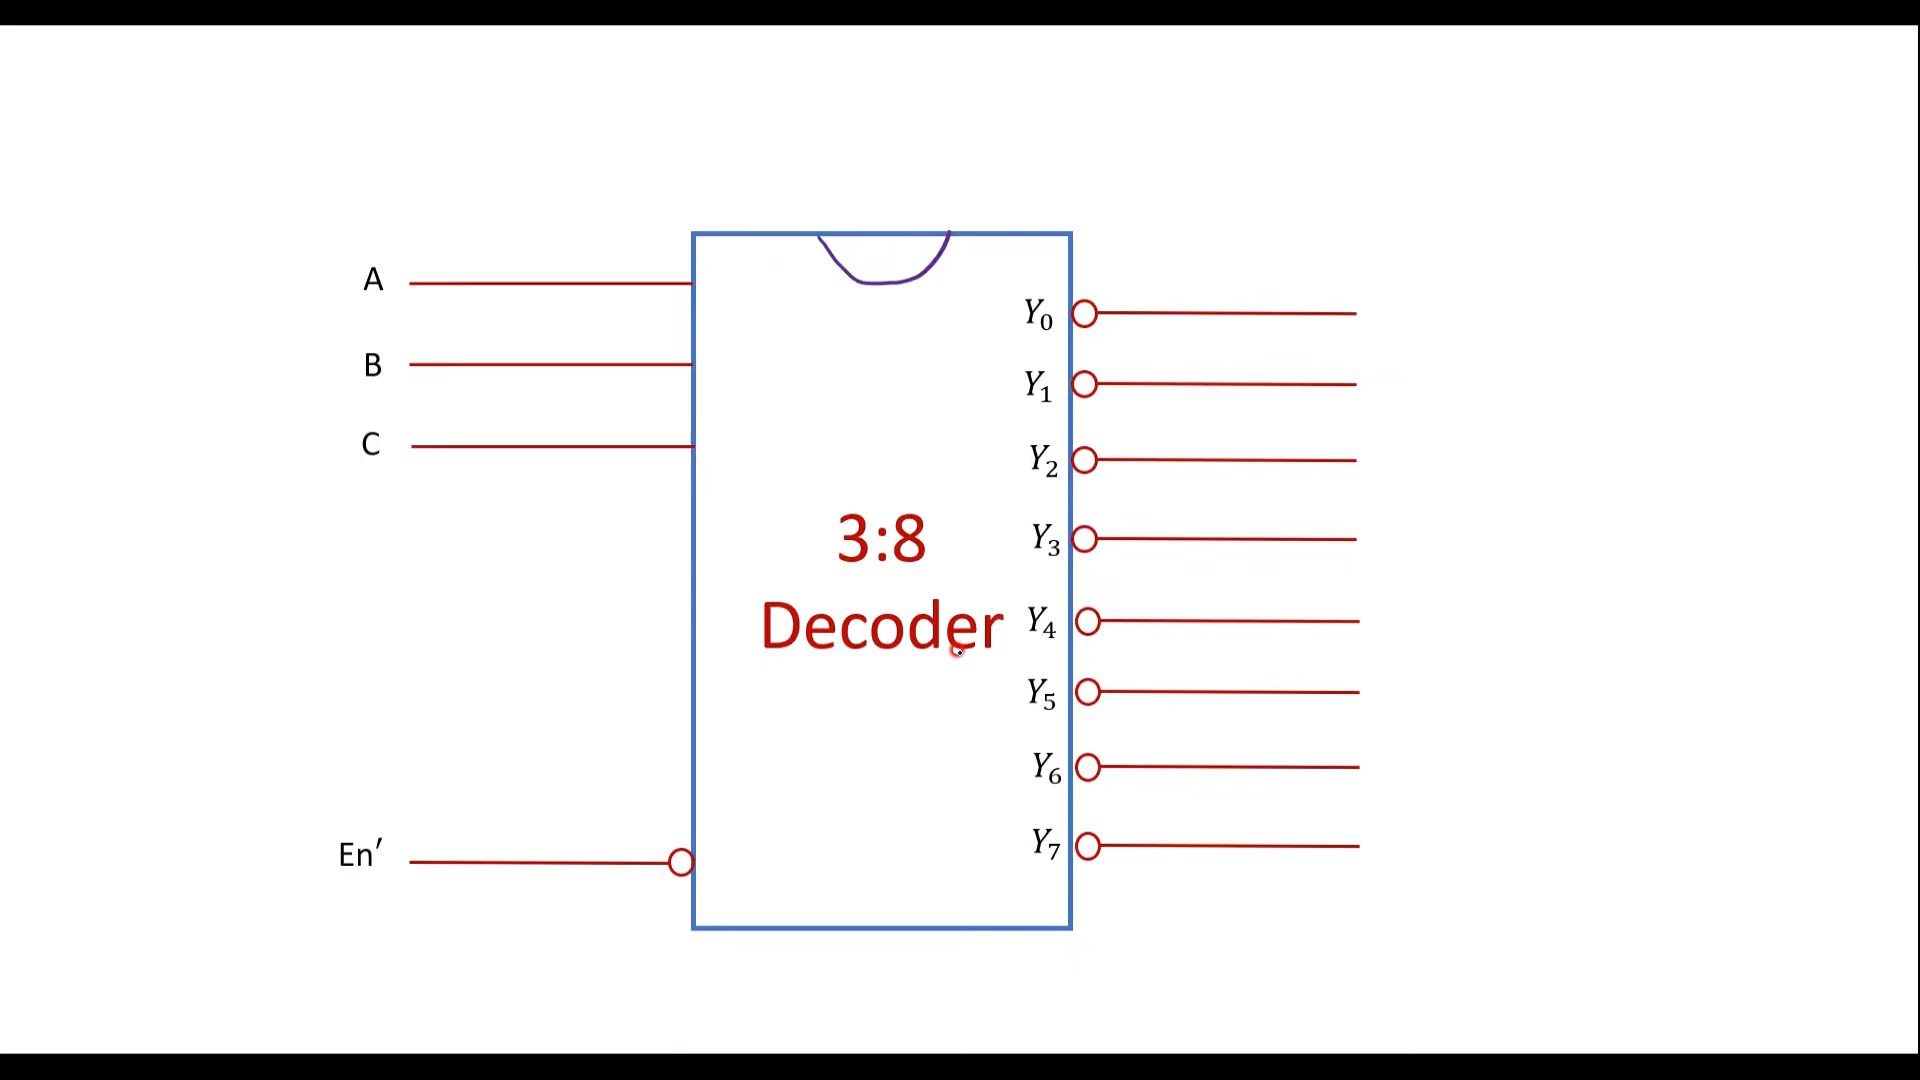 A
B
C
En′
3:8
Decoder
Y₀
Y₁
Y₂
Y₃
Y₄
Y₅
Y₆
Y₇